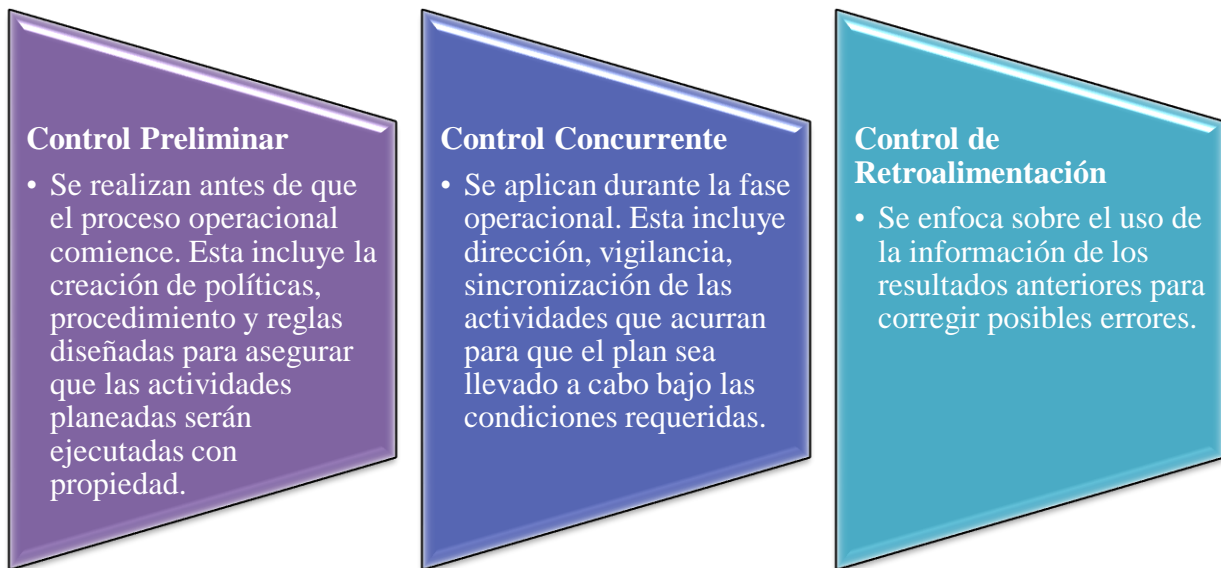 Control Preliminar
• Se realizan antes de que
el proceso operacional
comience. Esta incluye la
creación de políticas,
procedimiento y reglas
diseñadas para asegurar
que las actividades
planeadas serán
ejecutadas con
propiedad.
Control Concurrente
• Se aplican durante la fase
operacional. Esta incluye
dirección, vigilancia,
sincronización de las
actividades que acurran
para que el plan sea
llevado a cabo bajo las
condiciones requeridas.
Control de
Retroalimentación
• Se enfoca sobre el uso de
la información de los
resultados anteriores para
corregir posibles errores.